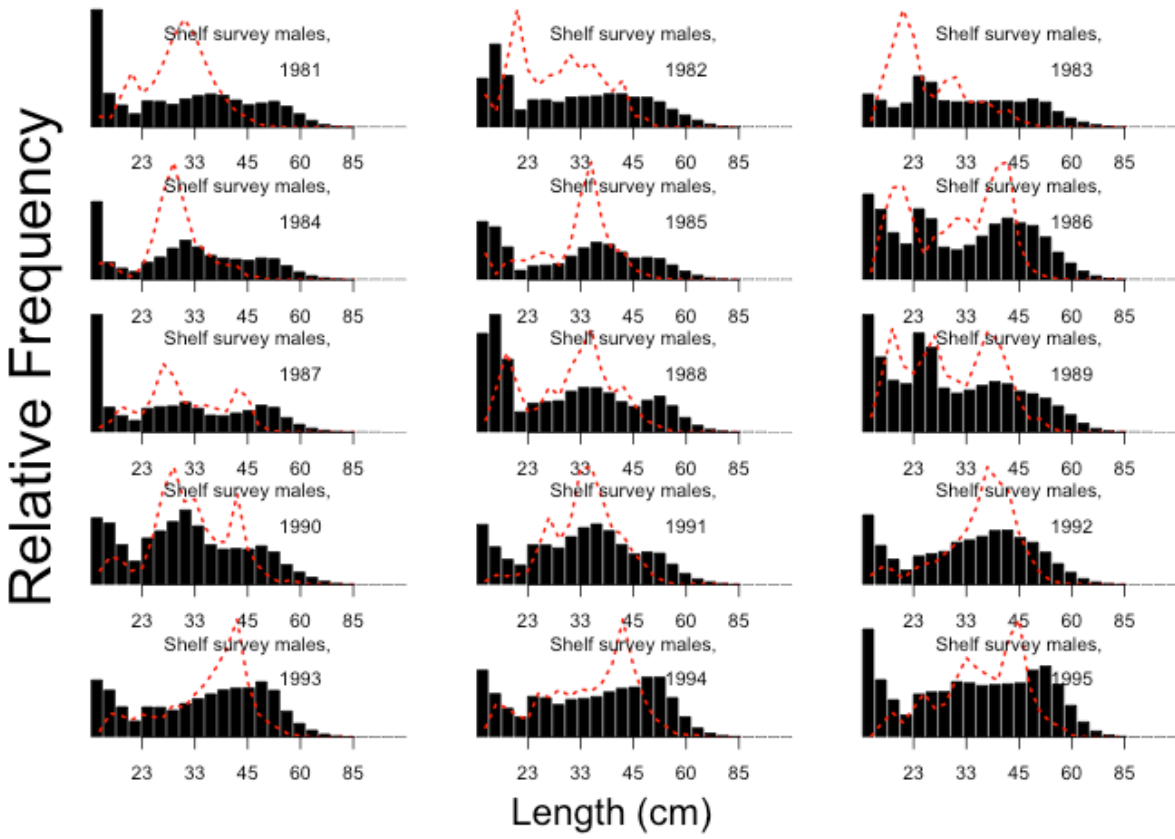 Relative Frequency
Shelf survey males,
1981
23 33 45 60 85
Shelf survey males,
1982
23 33 45 60 85
Shelf survey males,
1983
23 33 45 60 85
Shelf survey males,
1984
23 33 45 60 85
Shelf survey males,
1985
23 33 45 60 85
Shelf survey males,
1986
23 33 45 60 85
Shelf survey males,
1987
23 33 45 60 85
Shelf survey males,
1988
23 33 45 60 85
Shelf survey males,
1989
23 33 45 60 85
Shelf survey males,
1990
23 33 45 60 85
Shelf survey males,
1991
23 33 45 60 85
Shelf survey males,
1992
23 33 45 60 85
Shelf survey males,
1993
23 33 45 60 85
Shelf survey males,
1994
23 33 45 60 85
Shelf survey males,
1995
23 33 45 60 85
Length (cm)